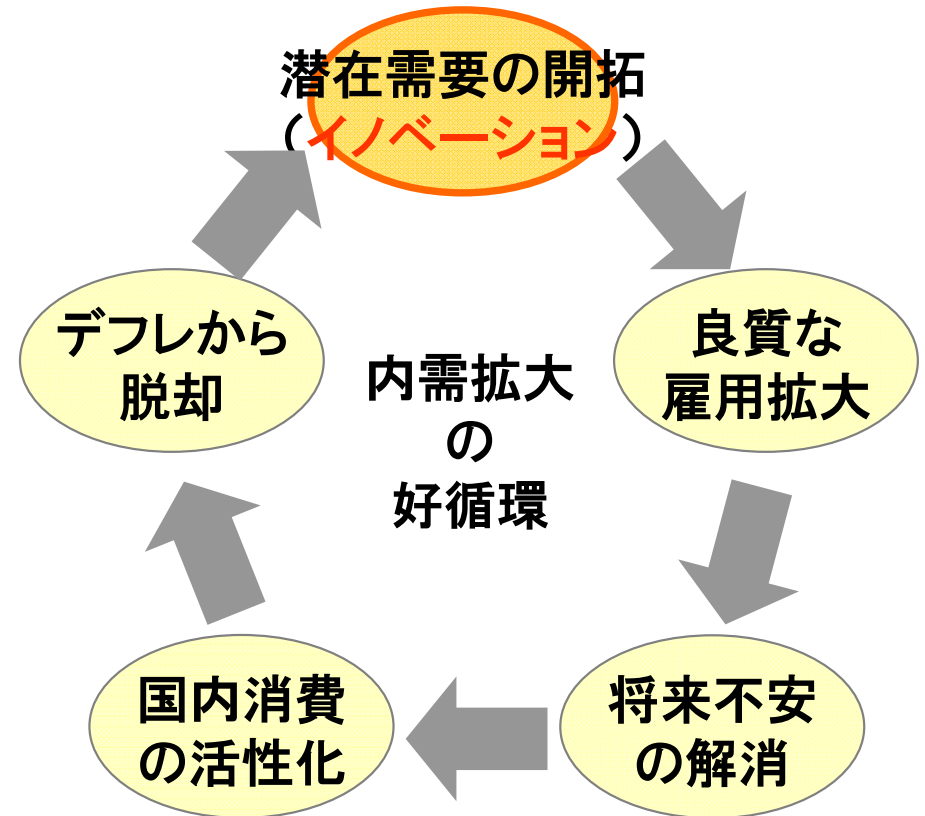 潜在需要の開拓
（イノベーション）
良質な
雇用拡大
将来不安
の解消
国内消費
の活性化
デフレから
脱却
内需拡大
の
好循環